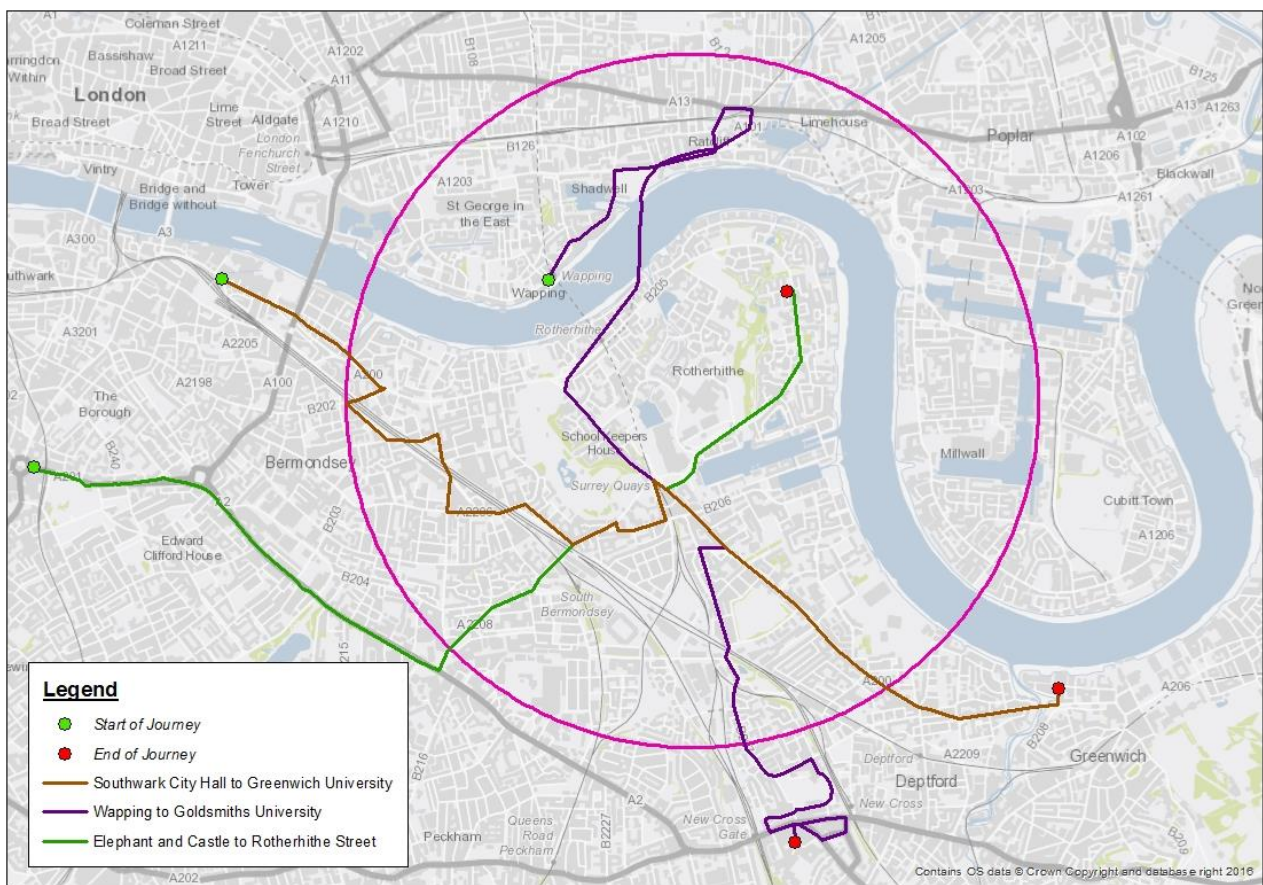 Coleman Street
A1202
A1205
A1211
Bassishaw
Broad Street
A11
B108
B125
Within
London
A13
A13
A1263
Lime
Street
Aldgate
A1210
A101
Limehouse
Bread Street
London
Fenchurch
Street
B126
Ratcliff
Poplar
A102
A1206
Vintry
Tower
A1203
Shadwell
Blackwall
Bridge and
Bridge without
St George in
the East
A1203
A1261
A300
A3
Wapping
Wapping
B205
Rotherhithe
A3201
A2205
A2198
A100
A200
Rotherhithe
The
Borough
B202
B240
School Keepers
House
Bermondsey
Millwall
A201
Surrey Quays
B206
Cubitt Town
A2
B203
A2206
A1206
Edward
Clifford House
B204
South
Bermondsey
A2208
A2215
A200
A206
B208
Greenwich
Deptford
A2209
Deptford
B216
A2
New Cross
New Cross
Gate
Queens
Road
Peckham
B2227
Peckham
B209
A202
Legend
Start of Journey
End of Journey
Southwark City Hall to Greenwich University
Wapping to Goldsmiths University
Elephant and Castle to Rotherhithe Street
Contains OS data © Crown Copyright and database right 2016